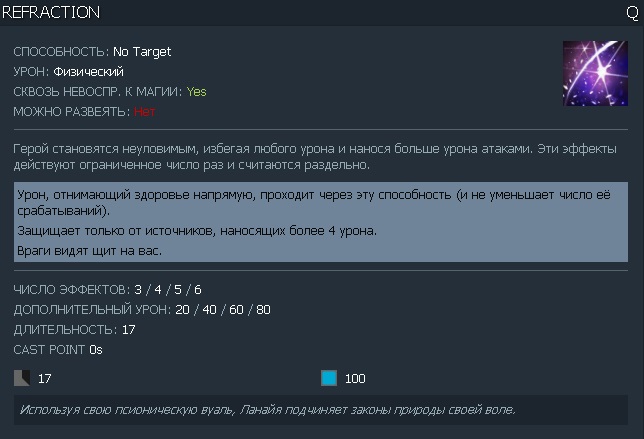 REFRACTION Q
СПОСОБНОСТЬ: No Target
УРОН: Физический
СКВОЗЬ НЕВОСПР. К МАГИИ: Yes
МОЖНО РАЗВЕЯТЬ: Нет
Герой становятся неуловимым, избегая любого урона и нанося больше урона атаками. Эти эффекты
действуют ограниченное число раз и считаются раздельно.
Урон, отнимающий здоровье напрямую, проходит через эту способность (и не уменьшает число её
срабатываний).
Защищает только от источников, наносящих более 4 урона.
Враги видят щит на вас.
ЧИСЛО ЭФФЕКТОВ: 3 / 4 / 5 / 6
ДОПОЛНИТЕЛЬНЫЙ УРОН: 20 / 40 / 60 / 80
ДЛИТЕЛЬНОСТЬ: 17
CAST POINT 0s
17 100
Используя свою псионическую вуаль, Ланайя подчиняет законы природы своей воле.